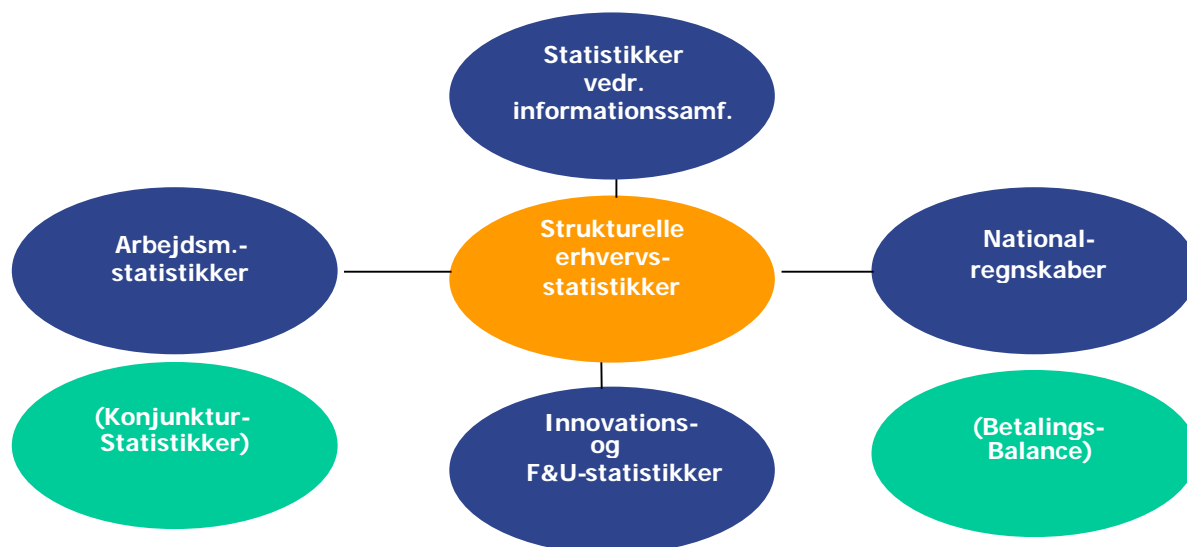 Statistikker
vedr.
informationssamf.
Arbejdsm.-
statistikker
Strukturelle
erhvervs-
statistikker
National-
regnskaber
(Konjunktur-
Statistikker)
Innovations-
og
F&U-statistikker
(Betalings-
Balance)